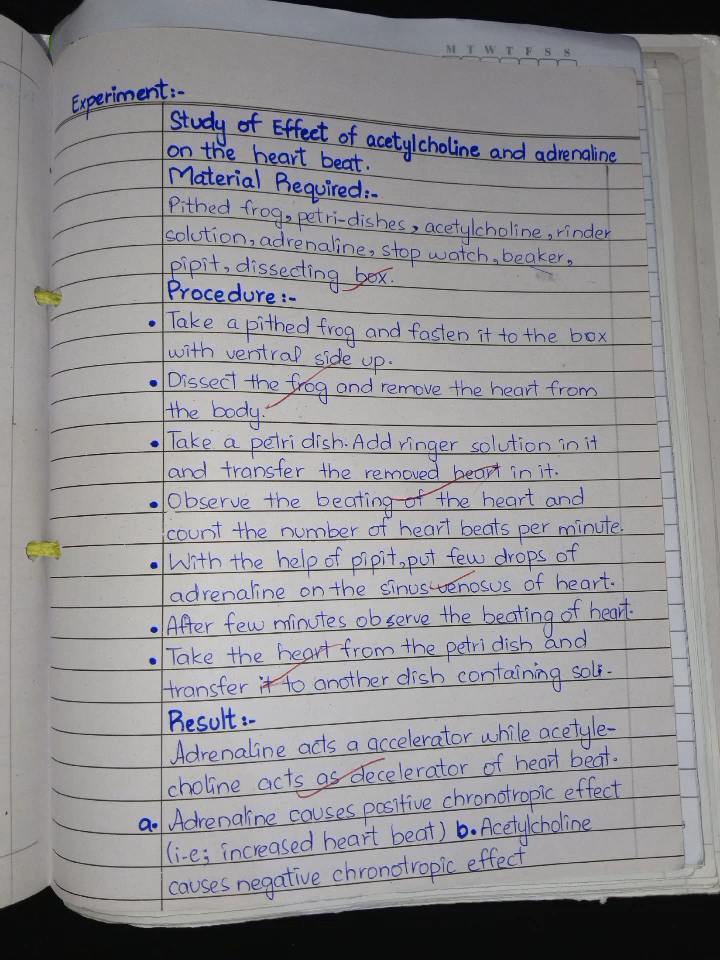 M T W T F S S
Experiment:-
Study of Effect of acetylcholine and adrenaline
on the heart beat.
Material Required:-
Pithed frog, petri-dishes, acetylcholine, rinder
solution, adrenaline, stop watch, beaker,
pipit, dissecting box.
Procedure:-
• Take a pithed frog and fasten it to the box
with ventral side up.
• Dissect the frog and remove the heart from
the body.
• Take a petri dish. Add ringer solution in it
and transfer the removed heart in it.
• Observe the beating of the heart and
count the number of heart beats per minute.
• With the help of pipit, put few drops of
adrenaline on the sinus venosus of heart.
• After few minutes observe the beating of heart.
• Take the heart from the petri dish and
transfer it to another dish containing soli-
Result:-
Adrenaline acts a accelerator while acetyle-
choline acts as decelerator of heart beat.
a. Adrenaline causes positive chronotropic effect
(i-e; increased heart beat) b. Acetylcholine
causes negative chronotropic effect